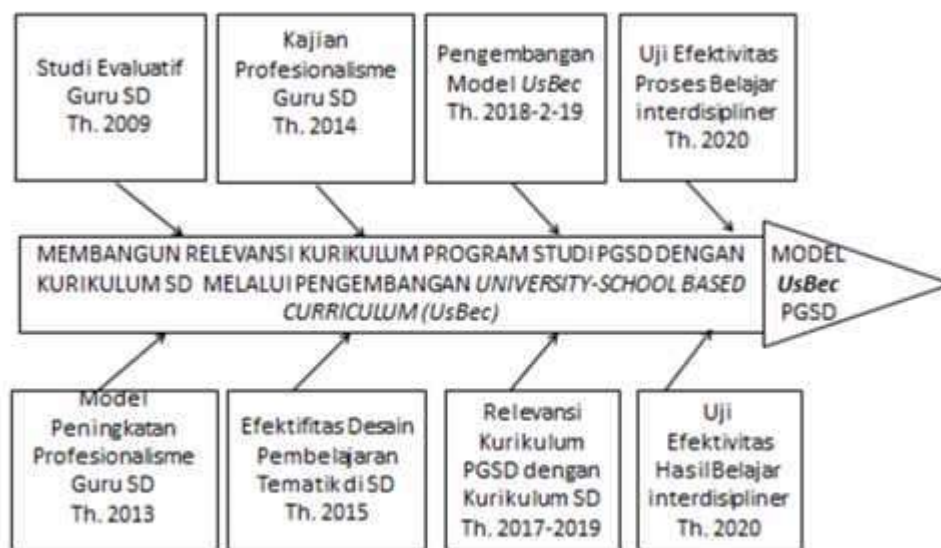 Studi Evaluatif
Guru SD
Th. 2009
Kajian
Profesionalisme
Guru SD
Th. 2014
Pengembangan
Model UsBec
Th. 2018-2-19
Uji Efektivitas
Proses Belajar
interdisipliner
Th. 2020
MEMBANGUN RELEVANSI KURIKULUM PROGRAM STUDI PGSD DENGAN
KURIKULUM SD MELALUI PENGEMBANGAN UNIVERSITY-SCHOOL BASED
CURRICULUM (UsBec)
MODEL
UsBec
PGSD
Model
Peningkatan
Profesionalisme
Guru SD
Th. 2013
Efektifitas Desain
Pembelajaran
Tematik di SD
Th. 2015
Relevansi
Kurikulum
PGSD dengan
Kurikulum SD
Th. 2017-2019
Uji
Efektivitas
Hasil Belajar
interdisipliner
Th. 2020